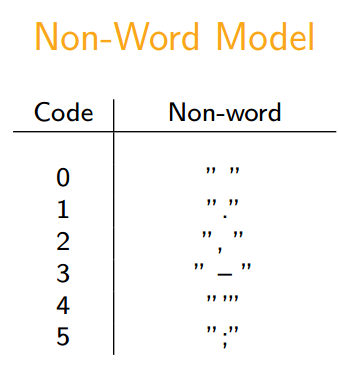 Non-Word Model
Code Non-word
0 ” ”
1 ”.”
2 ”, ”
3 ” – ”
4 ”’”
5 ”;”